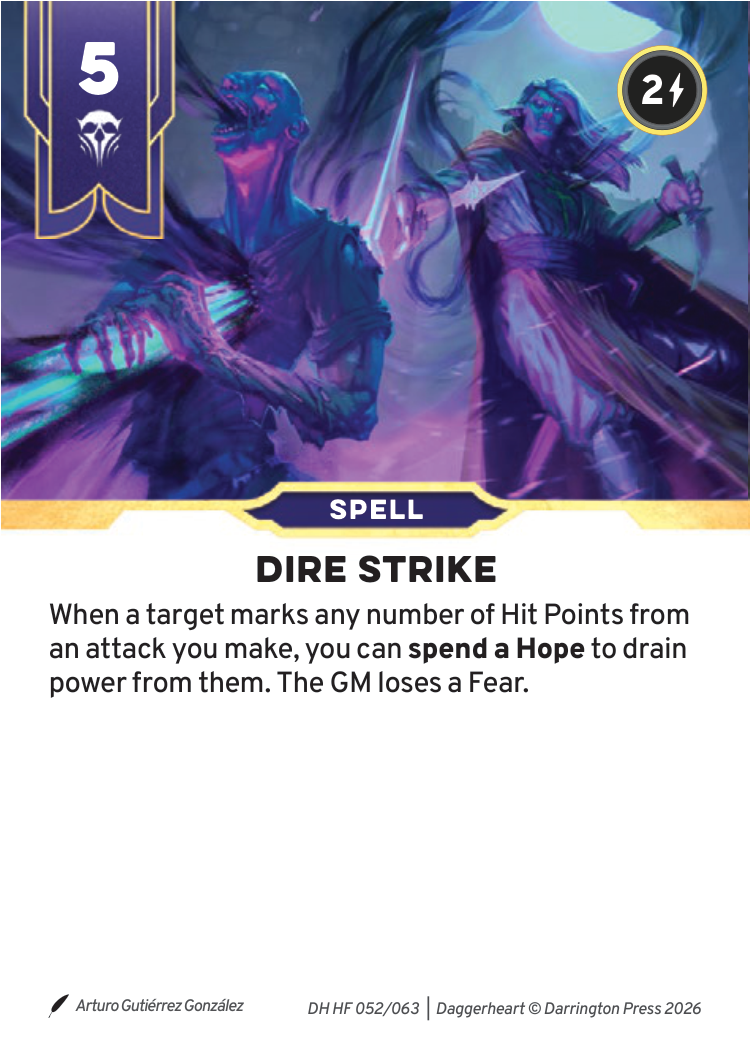 5
2
SPELL
DIRE STRIKE
When a target marks any number of Hit Points from
an attack you make, you can spend a Hope to drain
power from them. The GM loses a Fear.
Arturo Gutiérrez González
DH HF 052/063 | Daggerheart © Darrington Press 2026